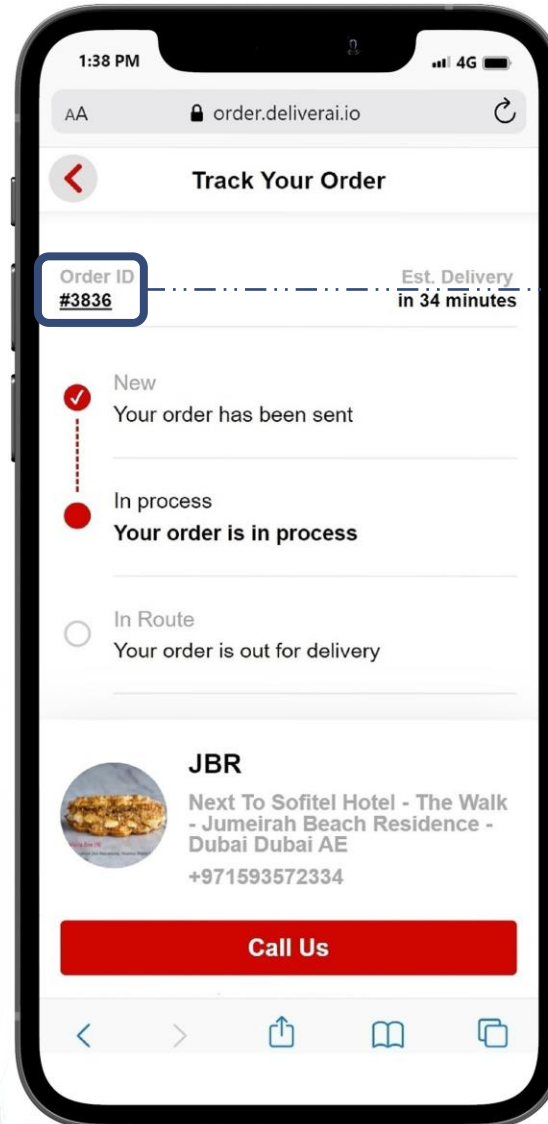 1:38 PM
4G
AA
order.deliverai.io
Track Your Order
Order ID
Est. Delivery
#3836
in 34 minutes
New
Your order has been sent
In process
Your order is in process
In Route
Your order is out for delivery
JBR
Next To Sofitel Hotel - The Walk
- Jumeirah Beach Residence -
Dubai Dubai AE
+971593572334
Call Us